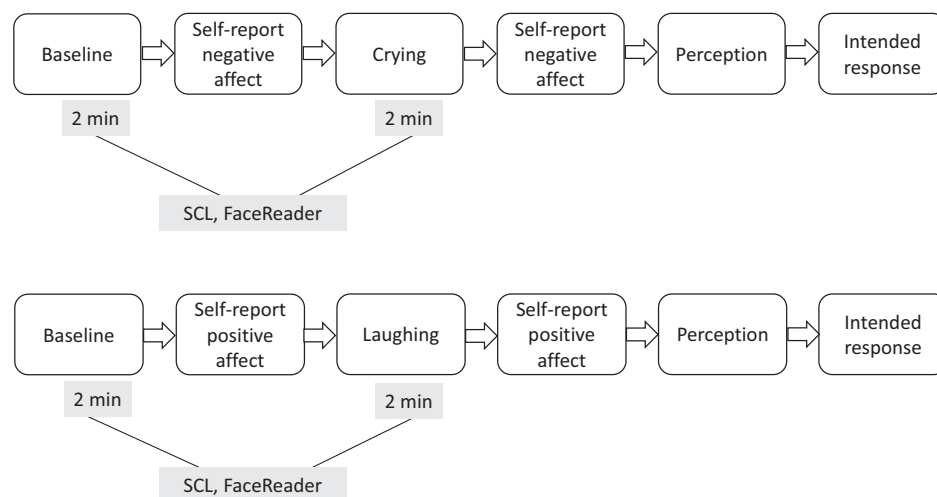 Baseline
Self-report
negative
affect
Crying
Self-report
negative
affect
Perception
Intended
response
2 min
2 min
SCL, FaceReader
Baseline
Self-report
positive
affect
Laughing
Self-report
positive
affect
Perception
Intended
response
2 min
2 min
SCL, FaceReader